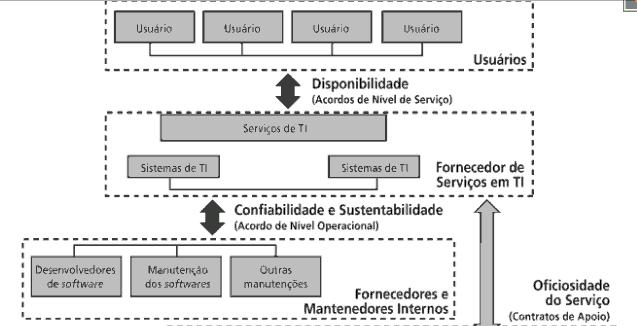 Usuário Usuário Usuário Usuário
Usuários
Disponibilidade
(Acordos de Nível de Serviço)
Serviços de TI
Sistemas de TI Sistemas de TI
Fornecedor de
Serviços em TI
Confiabilidade e Sustentabilidade
(Acordo de Nível Operacional)
Desenvolvedores
de software
Manutenção
dos softwares
Outras
manutenções
Fornecedores e
Mantenedores Internos
Oficiosidade
do Serviço
(Contratos de Apoio)